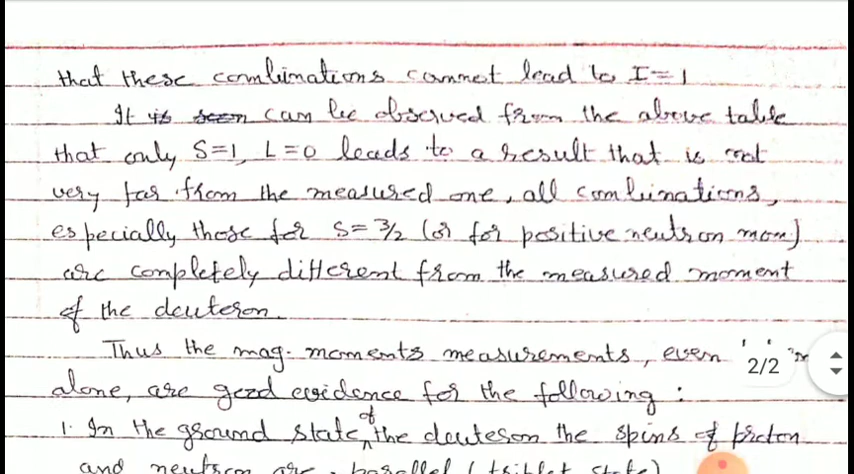 that these combinations cannot lead to I=1
It is seen can be observed from the above table
that only S=1, L=0 leads to a result that is not
very far from the measured one, all combinations,
especially those for S=3/2 (or for positive neutron mom)
are completely different from the measured moment
of the deuteron.
Thus the mag. moments measurements, even
2/2
alone, are good evidence for the following :
1. In the ground state of the deuteron the spins of proton
and neutron are parallel (triplet state)